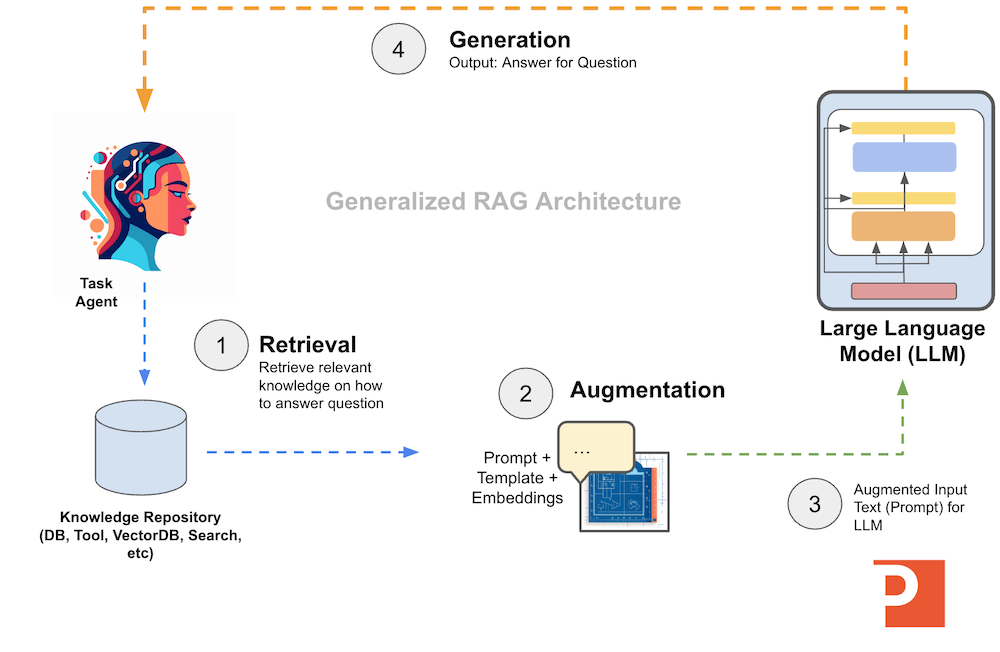 4
Generation
Output: Answer for Question
Generalized RAG Architecture
Task
Agent
1
Retrieval
Retrieve relevant
knowledge on how
to answer question
Large Language
Model (LLM)
2
Augmentation
...
Prompt +
Template +
Embeddings
Knowledge Repository
(DB, Tool, VectorDB, Search,
etc)
3
Augmented Input
Text (Prompt) for
LLM
P